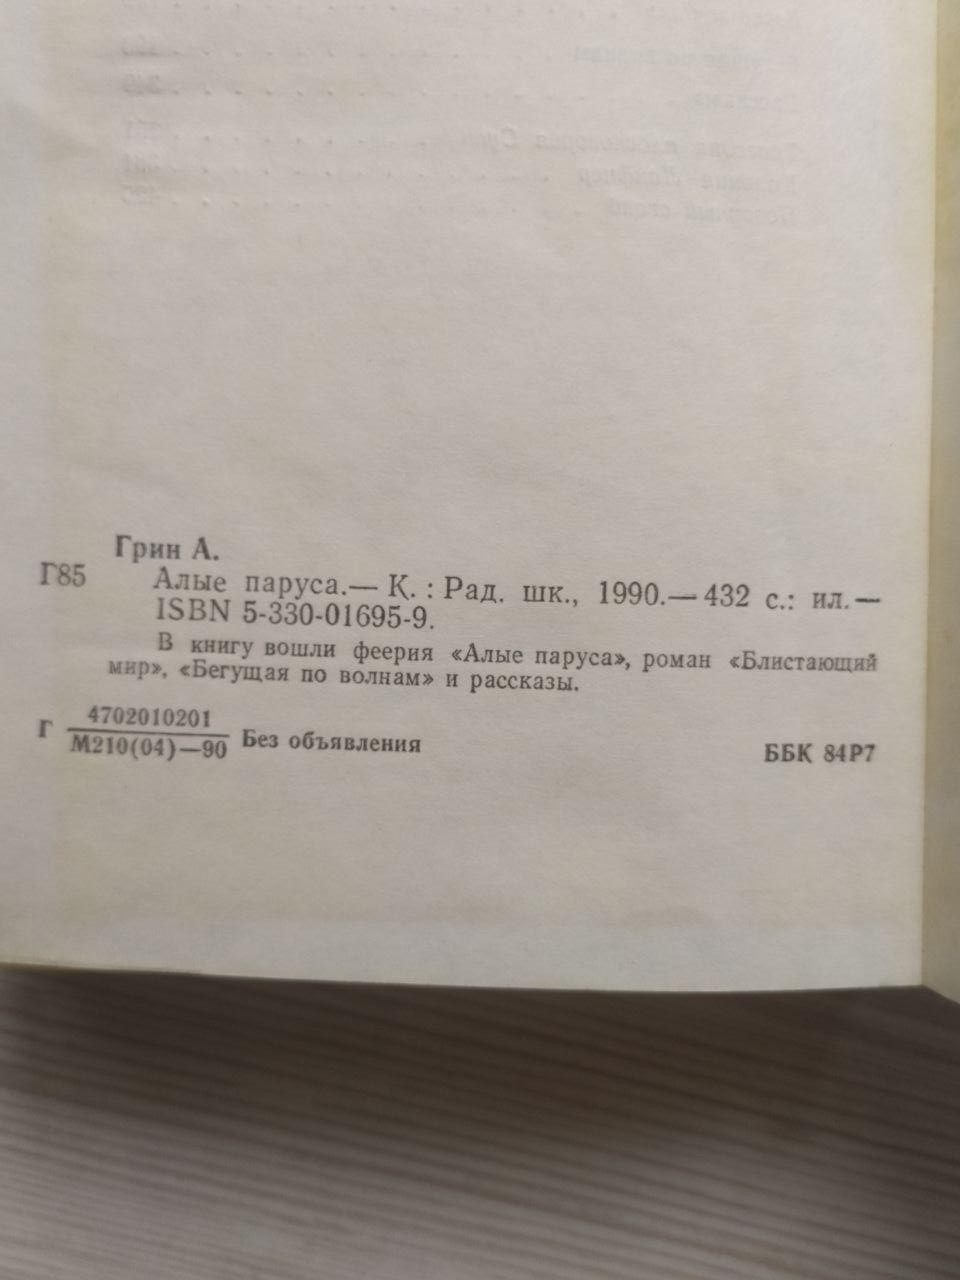 Грин А.
Г85 Алые паруса.— К. : Рад. шк., 1990.— 432 с.: ил.—
ISBN 5-330-01695-9.
В книгу вошли феерия «Алые паруса», роман «Блистающий
мир», «Бегущая по волнам» и рассказы.
4702010201
Г М210(04)—90 Без объявления
ББК 84Р7